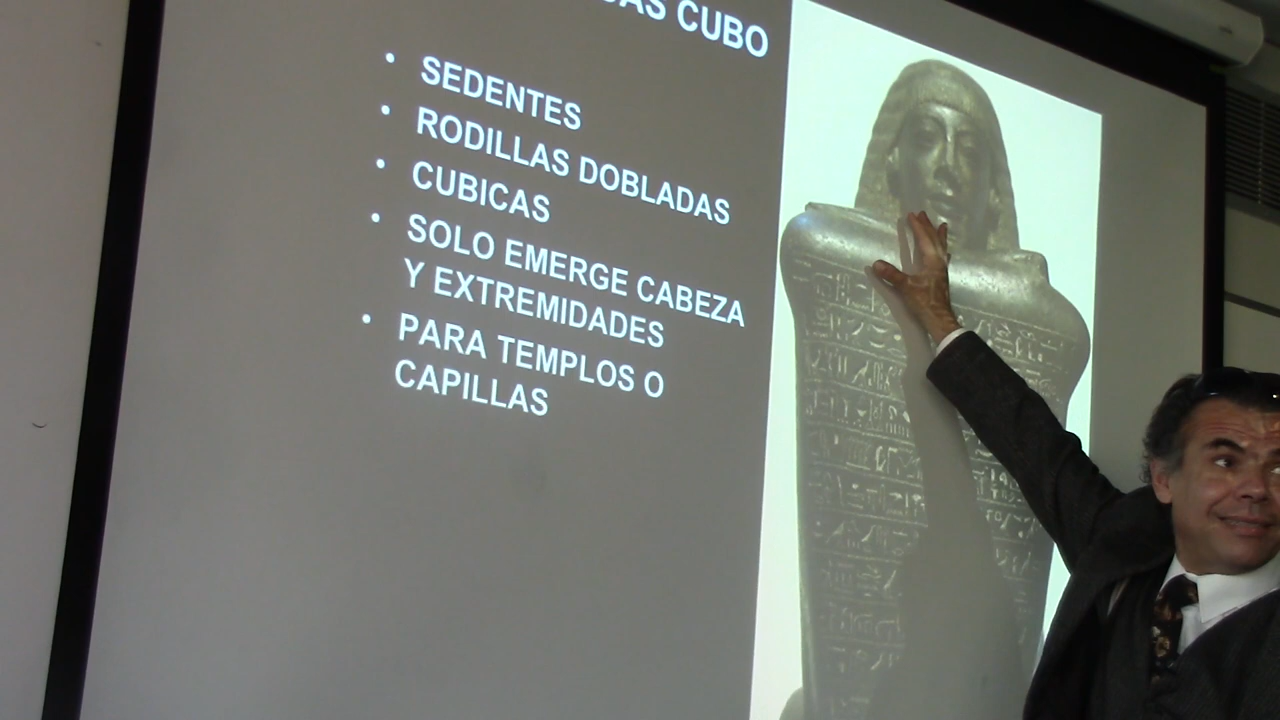 CUBO
• SEDENTES
• RODILLAS DOBLADAS
• CUBICAS
• SOLO EMERGE CABEZA
Y EXTREMIDADES
• PARA TEMPLOS O
CAPILLAS